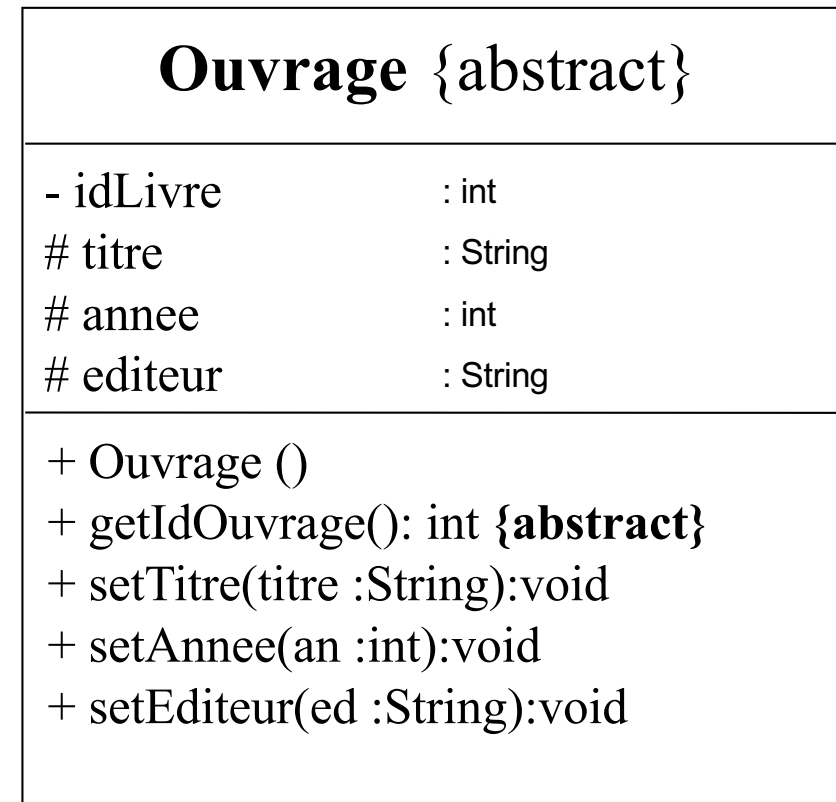 Ouvrage {abstract}
- idLivre : int
# titre : String
# annee : int
# editeur : String
+ Ouvrage ()
+ getIdOuvrage(): int {abstract}
+ setTitre(titre :String):void
+ setAnnee(an :int):void
+ setEditeur(ed :String):void